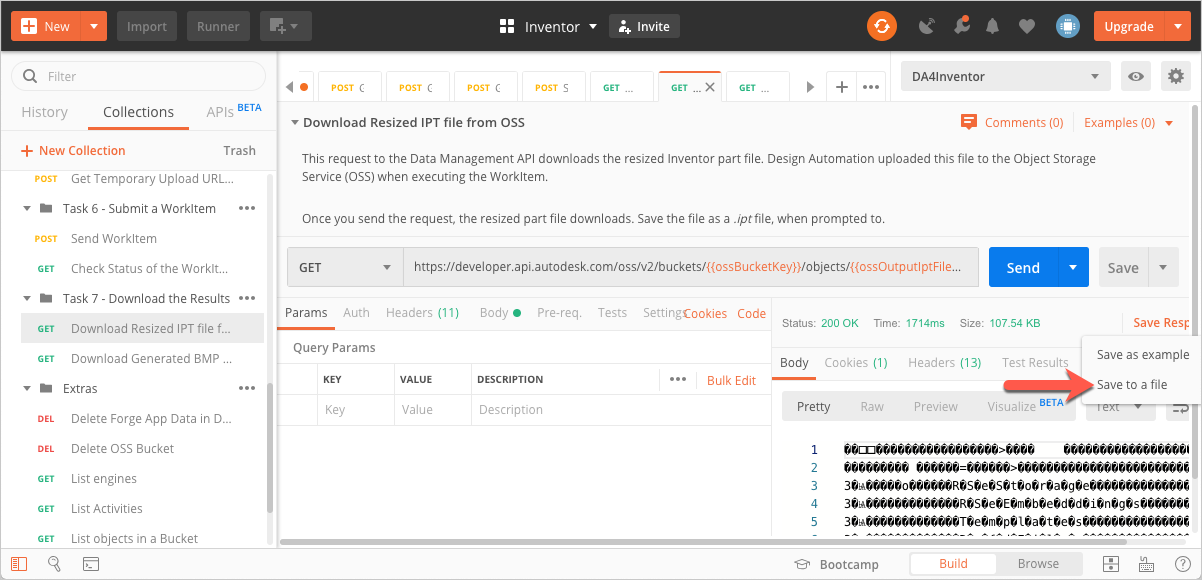 New
Import
Runner
Inventor
Invite
Upgrade
Filter
History
Collections
APIs BETA
New Collection
Trash
POST Get Temporary Upload URL...
Task 6 - Submit a WorkItem
POST Send WorkItem
GET Check Status of the WorkIt...
Task 7 - Download the Results
GET Download Resized IPT file f...
GET Download Generated BMP ...
Extras
DEL Delete Forge App Data in D...
DEL Delete OSS Bucket
GET List engines
GET List Activities
GET List objects in a Bucket
POST C
POST C
POST C
POST S
GET ...
GET ...
GET ...
DA4Inventor
Download Resized IPT file from OSS
Comments (0)
Examples (0)
This request to the Data Management API downloads the resized Inventor part file. Design Automation uploaded this file to the Object Storage
Service (OSS) when executing the WorkItem.
Once you send the request, the resized part file downloads. Save the file as a .ipt file, when prompted to.
GET
https://developer.api.autodesk.com/oss/v2/buckets/{{ossBucketKey}}/objects/{{ossOutputIptFile...
Send
Save
Params
Auth
Headers (11)
Body
Pre-req.
Tests
Settings
Cookies
Code
Query Params
KEY
VALUE
DESCRIPTION
Bulk Edit
Key
Value
Description
Status: 200 OK
Time: 1714ms
Size: 107.54 KB
Save Resp
Body
Cookies (1)
Headers (13)
Test Results
Save as example
Save to a file
Pretty
Raw
Preview
Visualize BETA
Text
1
2
3
4
5
Bootcamp
Build
Browse